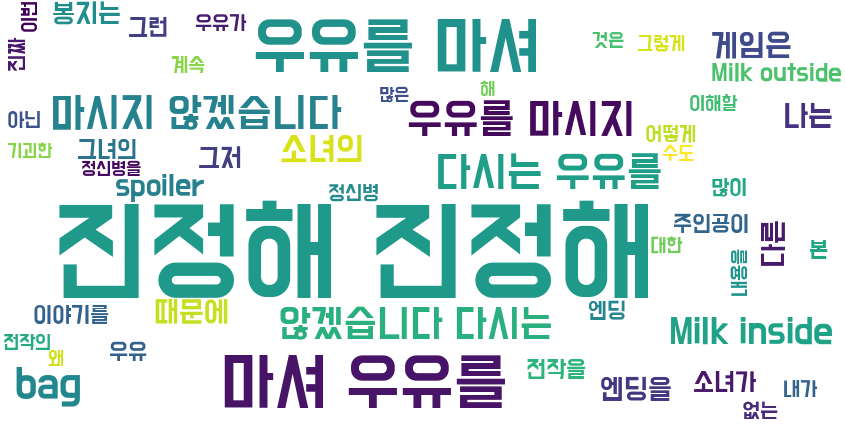 이번
봉지는
그런
우유가
진짜
계속
우유를 마셔
것은
그렇게
게임은
Milk outside
해
많은
이해할
나는
아닌
마시지 않겠습니다
우유를 마시지
어떻게
기괴한
그녀의
그저
소녀의
수도
정신병을
spoiler
정신병
다시는 우유를
많이
진정해 진정해
주인공이
대한
다른
본
내용을
이야기를
때문에
않겠습니다 다시는
엔딩
Milk inside
전작의
왜
우유
마셔 우유를
전작을
bag
엔딩을
소녀가
내가
없는